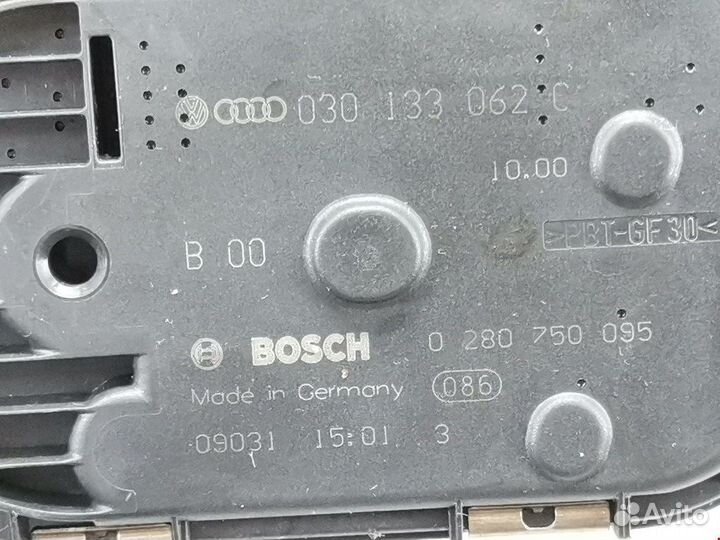 030 133 062 C
10.00
>PBT-GF30<
B 00
BOSCH 0 280 750 095
Made in Germany 086
09031 15:01 3
Avito